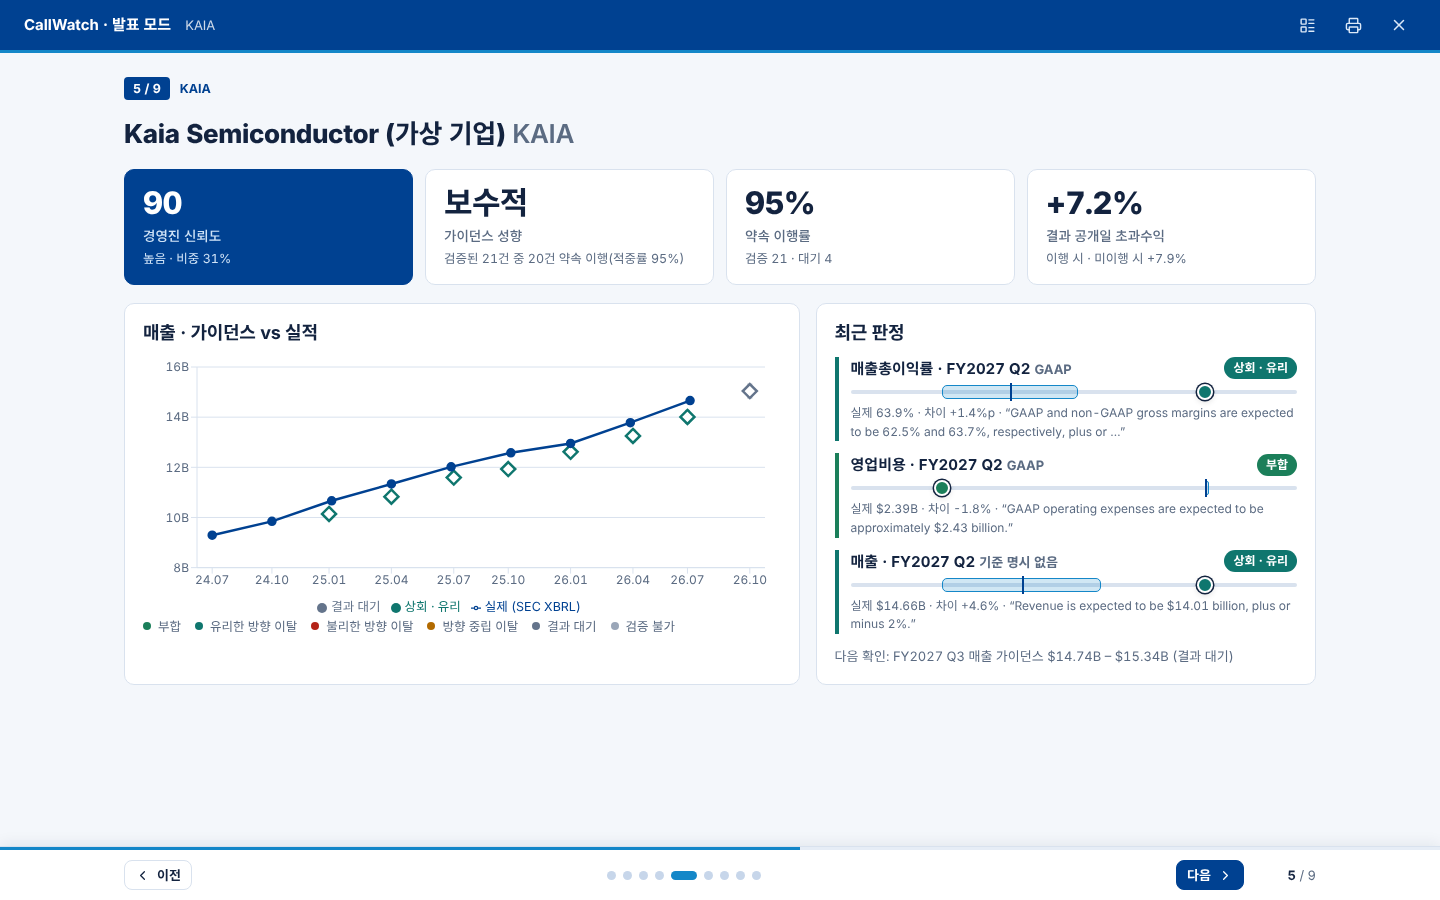 CallWatch · 발표 모드 KAIA
5 / 9 KAIA
Kaia Semiconductor (가상 기업) KAIA
90
경영진 신뢰도
높음 · 비중 31%
보수적
가이던스 성향
검증된 21건 중 20건 약속 이행(적중률 95%)
95%
약속 이행률
검증 21 · 대기 4
+7.2%
결과 공개일 초과수익
이행 시 · 미이행 시 +7.9%
매출 · 가이던스 vs 실적
16B
14B
12B
10B
8B
24.07 24.10 25.01 25.04 25.07 25.10 26.01 26.04 26.07 26.10
결과 대기 상회 · 유리 실제 (SEC XBRL)
부합 유리한 방향 이탈 불리한 방향 이탈 방향 중립 이탈 결과 대기 검증 불가
최근 판정
매출총이익률 · FY2027 Q2 GAAP 상회 · 유리
실제 63.9% · 차이 +1.4%p · “GAAP and non-GAAP gross margins are expected
to be 62.5% and 63.7%, respectively, plus or …”
영업비용 · FY2027 Q2 GAAP 부합
실제 $2.39B · 차이 -1.8% · “GAAP operating expenses are expected to be
approximately $2.43 billion.”
매출 · FY2027 Q2 기준 명시 없음 상회 · 유리
실제 $14.66B · 차이 +4.6% · “Revenue is expected to be $14.01 billion, plus or
minus 2%.”
다음 확인: FY2027 Q3 매출 가이던스 $14.74B – $15.34B (결과 대기)
이전
다음
5 / 9